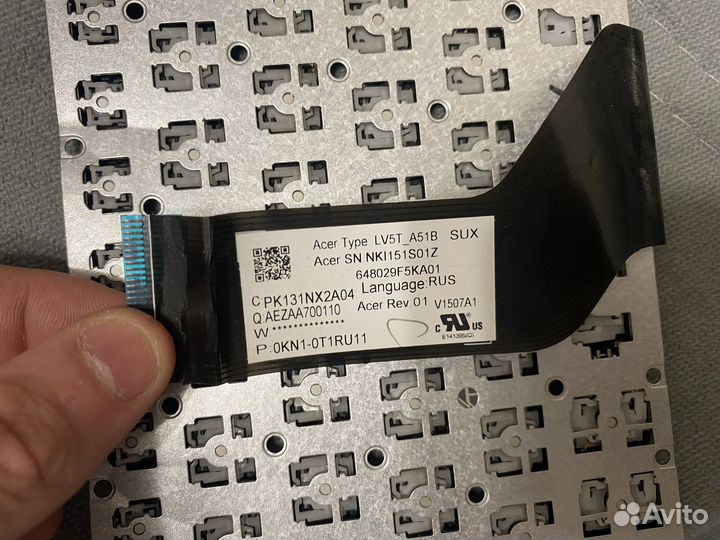 Acer Type LV5T_A51B SUX
Acer SN NKI151S01Z
648029F5KA01
C PK131NX2A04 Language:RUS
Q:AEZAA700110 Acer Rev 01 V1507A1
W **************
P:0KN1-0T1RU11
C RU US
E141395(Q)
Avito